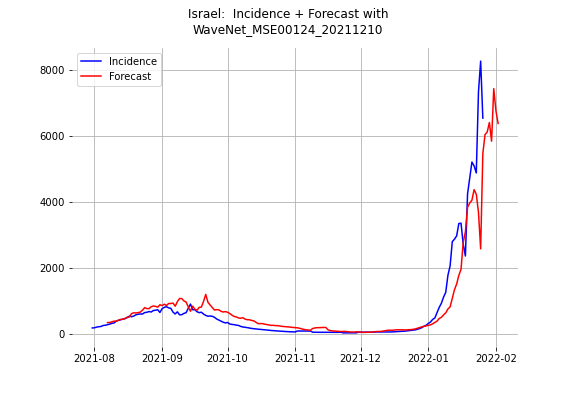 Israel:  Incidence + Forecast with
WaveNet_MSE00124_20211210
Incidence
Forecast
8000
6000
4000
2000
0
2021-08 2021-09 2021-10 2021-11 2021-12 2022-01 2022-02